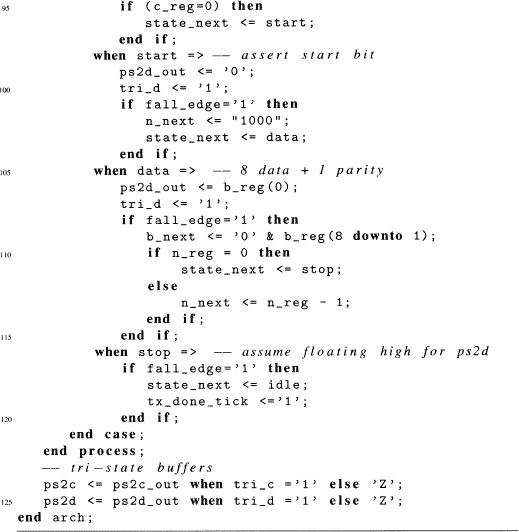 95 if (c_reg=0) then
state_next <= start;
end if;
when start => -- assert start bit
ps2d_out <= '0';
100 tri_d <= '1';
if fall_edge='1' then
n_next <= "1000";
state_next <= data;
end if;
105 when data => -- 8 data + 1 parity
ps2d_out <= b_reg(0);
tri_d <= '1';
if fall_edge='1' then
b_next <= '0' & b_reg(8 downto 1);
110 if n_reg = 0 then
state_next <= stop;
else
n_next <= n_reg - 1;
end if;
115 end if;
when stop => -- assume floating high for ps2d
if fall_edge='1' then
state_next <= idle;
tx_done_tick <='1';
120 end if;
end case;
end process;
-- tri-state buffers
ps2c <= ps2c_out when tri_c ='1' else 'Z';
125 ps2d <= ps2d_out when tri_d ='1' else 'Z';
end arch;